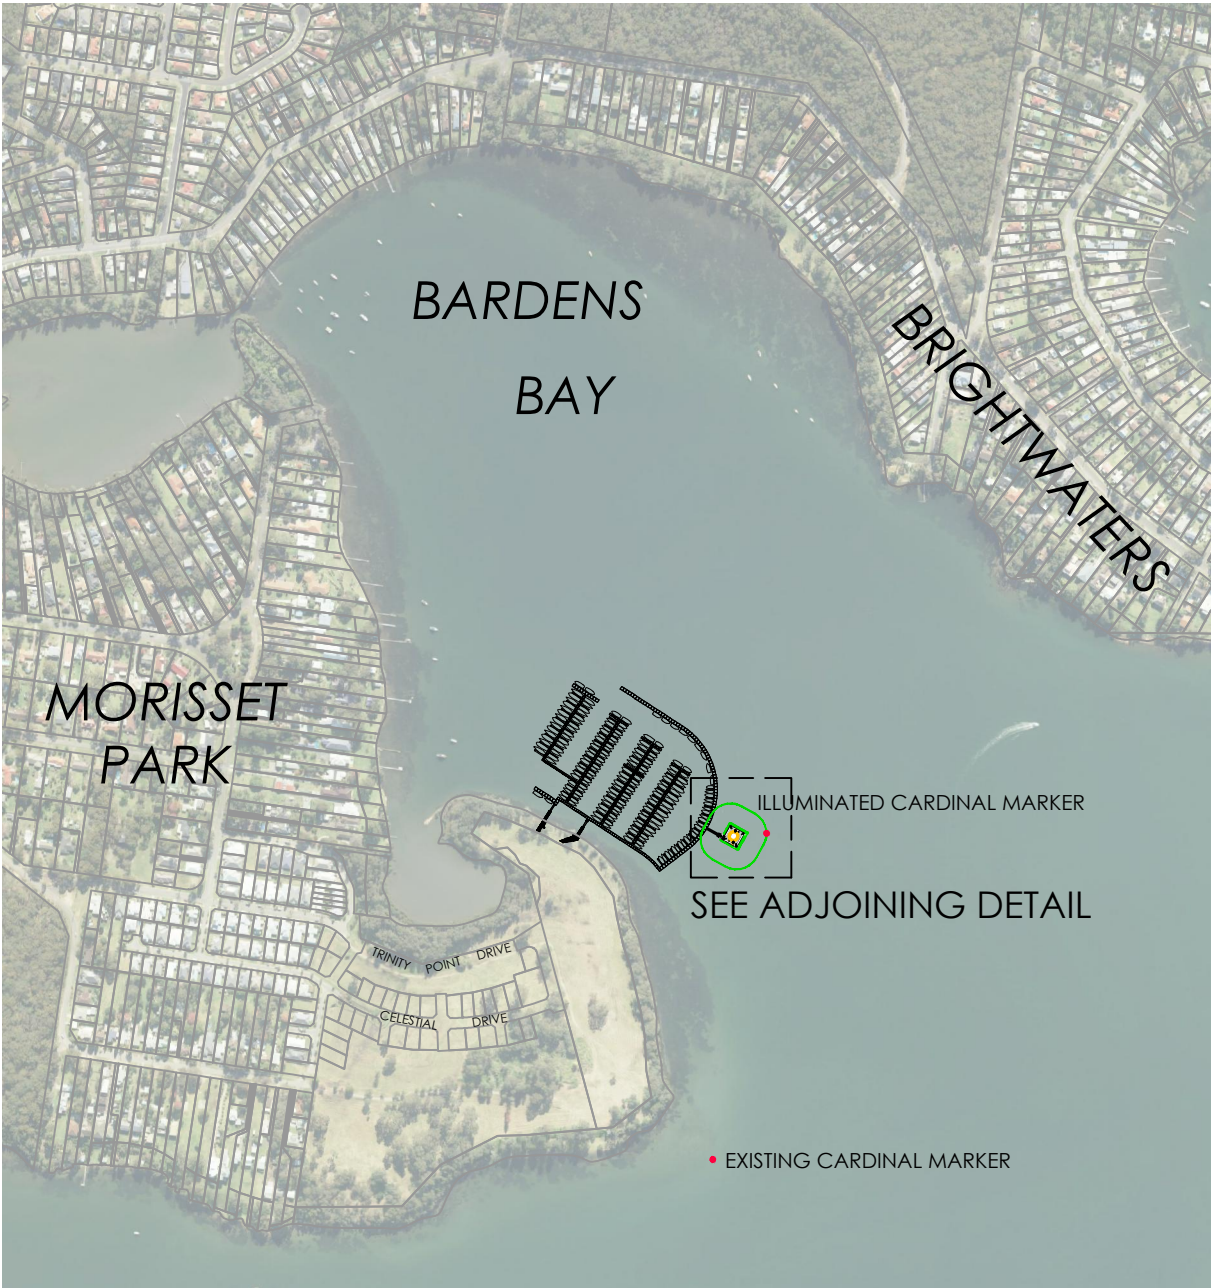 BARDENS
BAY
BRIGHTWATERS
MORISSET
PARK
ILLUMINATED CARDINAL MARKER
SEE ADJOINING DETAIL
TRINITY POINT DRIVE
CELESTIAL DRIVE
EXISTING CARDINAL MARKER